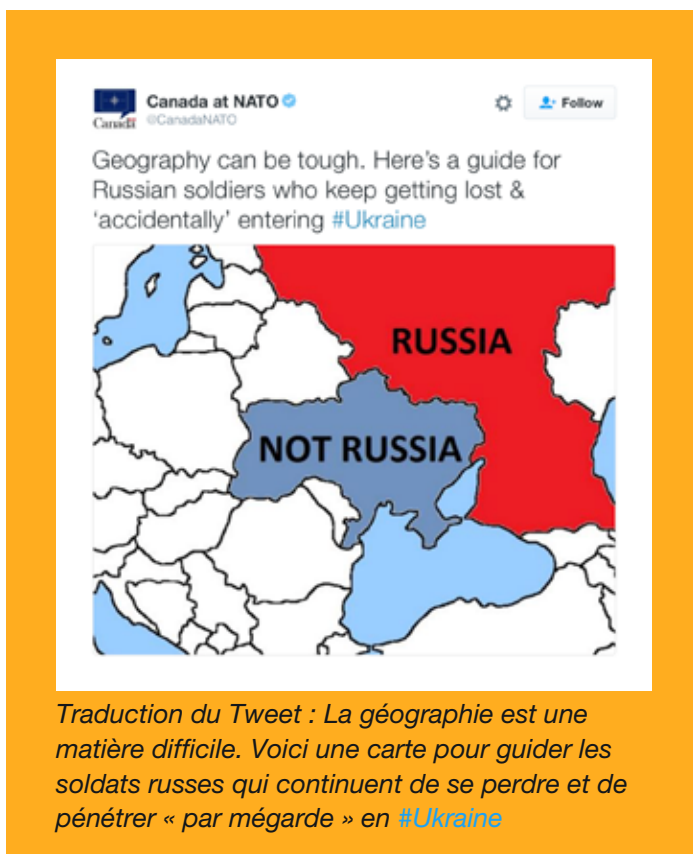 Canada at NATO
Canada
@CanadaNATO
Follow
Geography can be tough. Here's a guide for
Russian soldiers who keep getting lost &
'accidentally' entering #Ukraine
RUSSIA
NOT RUSSIA
Traduction du Tweet : La géographie est une
matière difficile. Voici une carte pour guider les
soldats russes qui continuent de se perdre et de
pénétrer « par mégarde » en #Ukraine